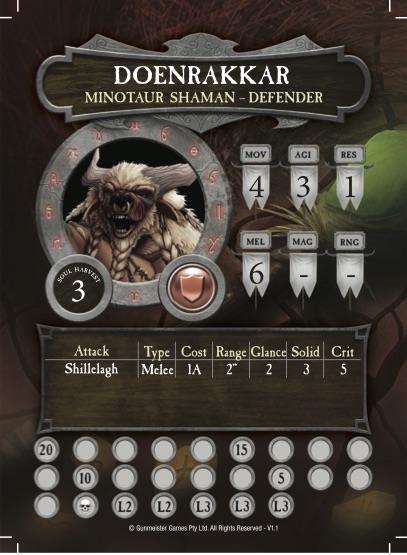 DOENRAKKAR
MINOTAUR SHAMAN – DEFENDER
MOV AGI RES
4 3 1
MEL MAG RNG
6 - -
SOUL HARVEST
3
Attack Type Cost Range Glance Solid Crit
Shillelagh Melee 1A 2" 2 3 5
20 15
10 5
L2 L2 L3 L3 L3
© Gunmeister Games Pty Ltd. All Rights Reserved - V1.1